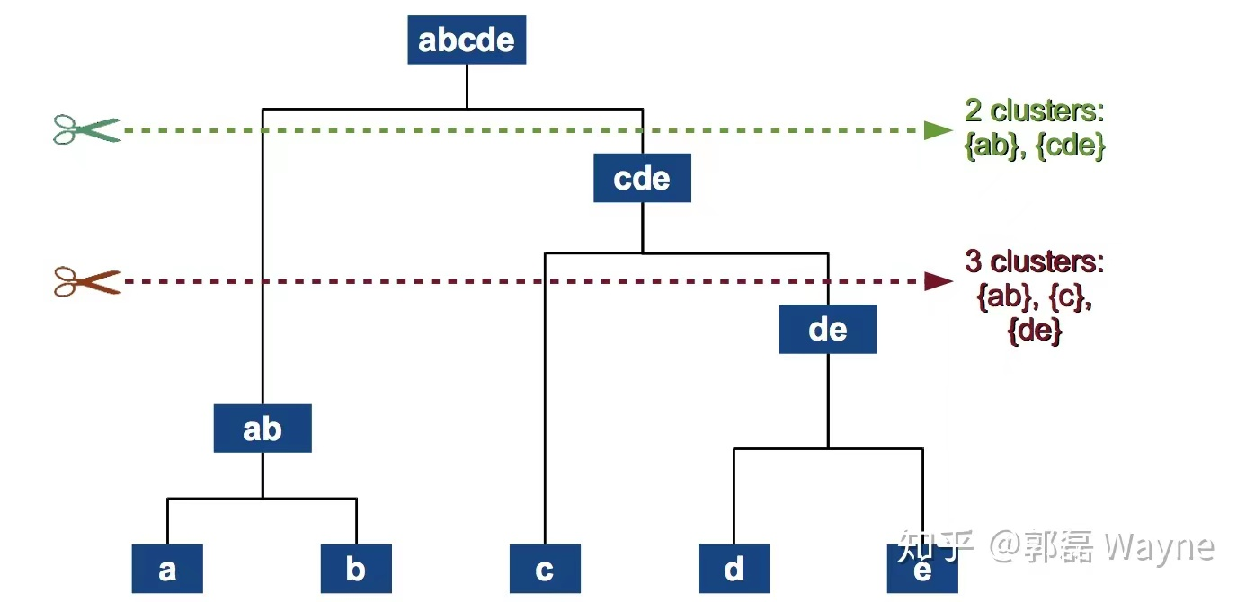 abcde
2 clusters:
{ab}, {cde}
cde
3 clusters:
{ab}, {c},
{de}
de
ab
a b c d e
知乎 @郭磊 Wayne